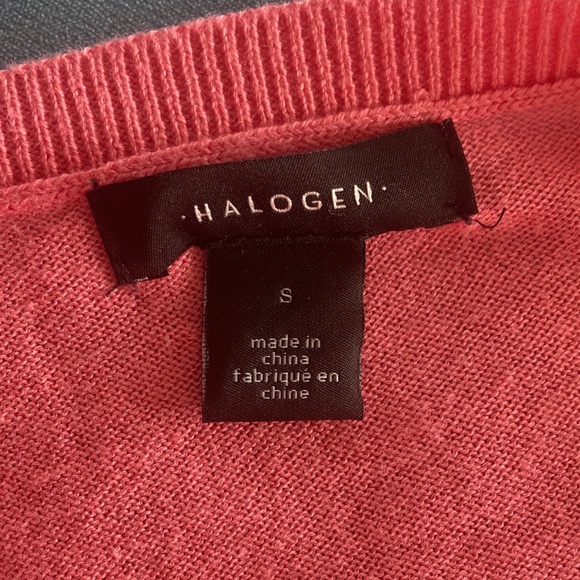 · HALOGEN ·
S
made in
china
fabriqué en
chine